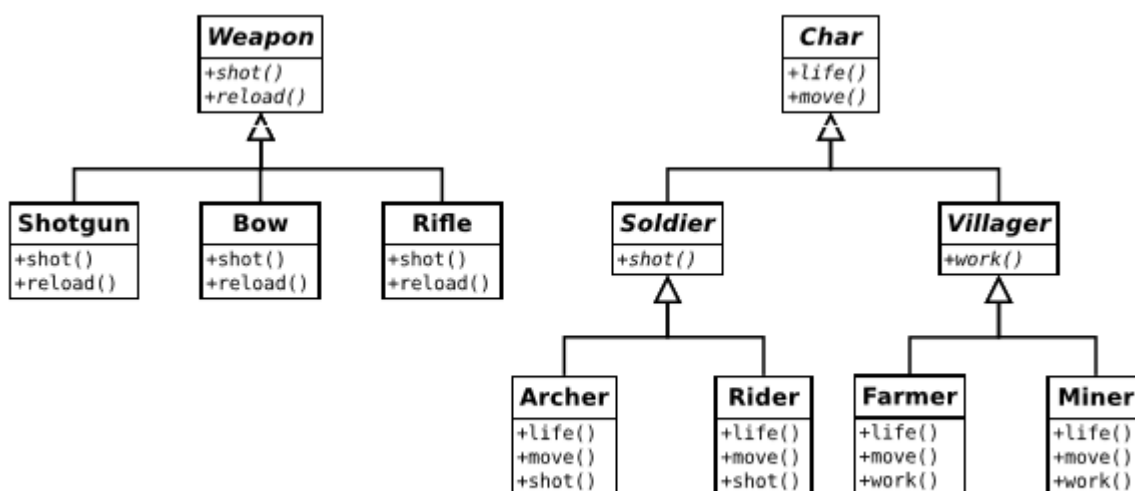 Weapon
+shot()
+reload()
Char
+life()
+move()
Shotgun
+shot()
+reload()
Bow
+shot()
+reload()
Rifle
+shot()
+reload()
Soldier
+shot()
Villager
+work()
Archer
+life()
+move()
+shot()
Rider
+life()
+move()
+shot()
Farmer
+life()
+move()
+work()
Miner
+life()
+move()
+work()